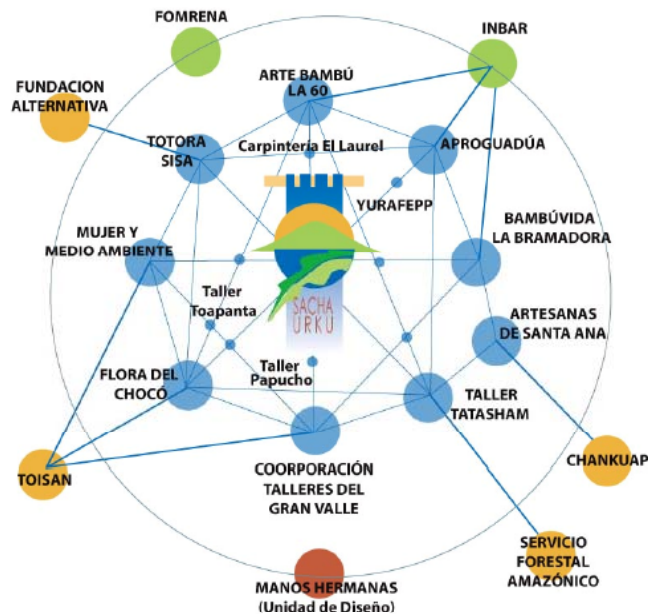 FOMRENA
INBAR
FUNDACION
ALTERNATIVA
ARTE BAMBÚ
LA 60
TOTORA
SISA
Carpintería El Laurel
APROGUADÚA
YURAFEPP
MUJER Y
MEDIO AMBIENTE
BAMBÚVIDA
LA BRAMADORA
Taller
Toapanta
SACHA
URKU
ARTESANAS
DE SANTA ANA
FLORA DEL
CHOCÓ
Taller
Papucho
TALLER
TATASHAM
TOISAN
COORPORACIÓN
TALLERES DEL
GRAN VALLE
CHANKUAP
SERVICIO
FORESTAL
AMAZÓNICO
MANOS HERMANAS
(Unidad de Diseño)